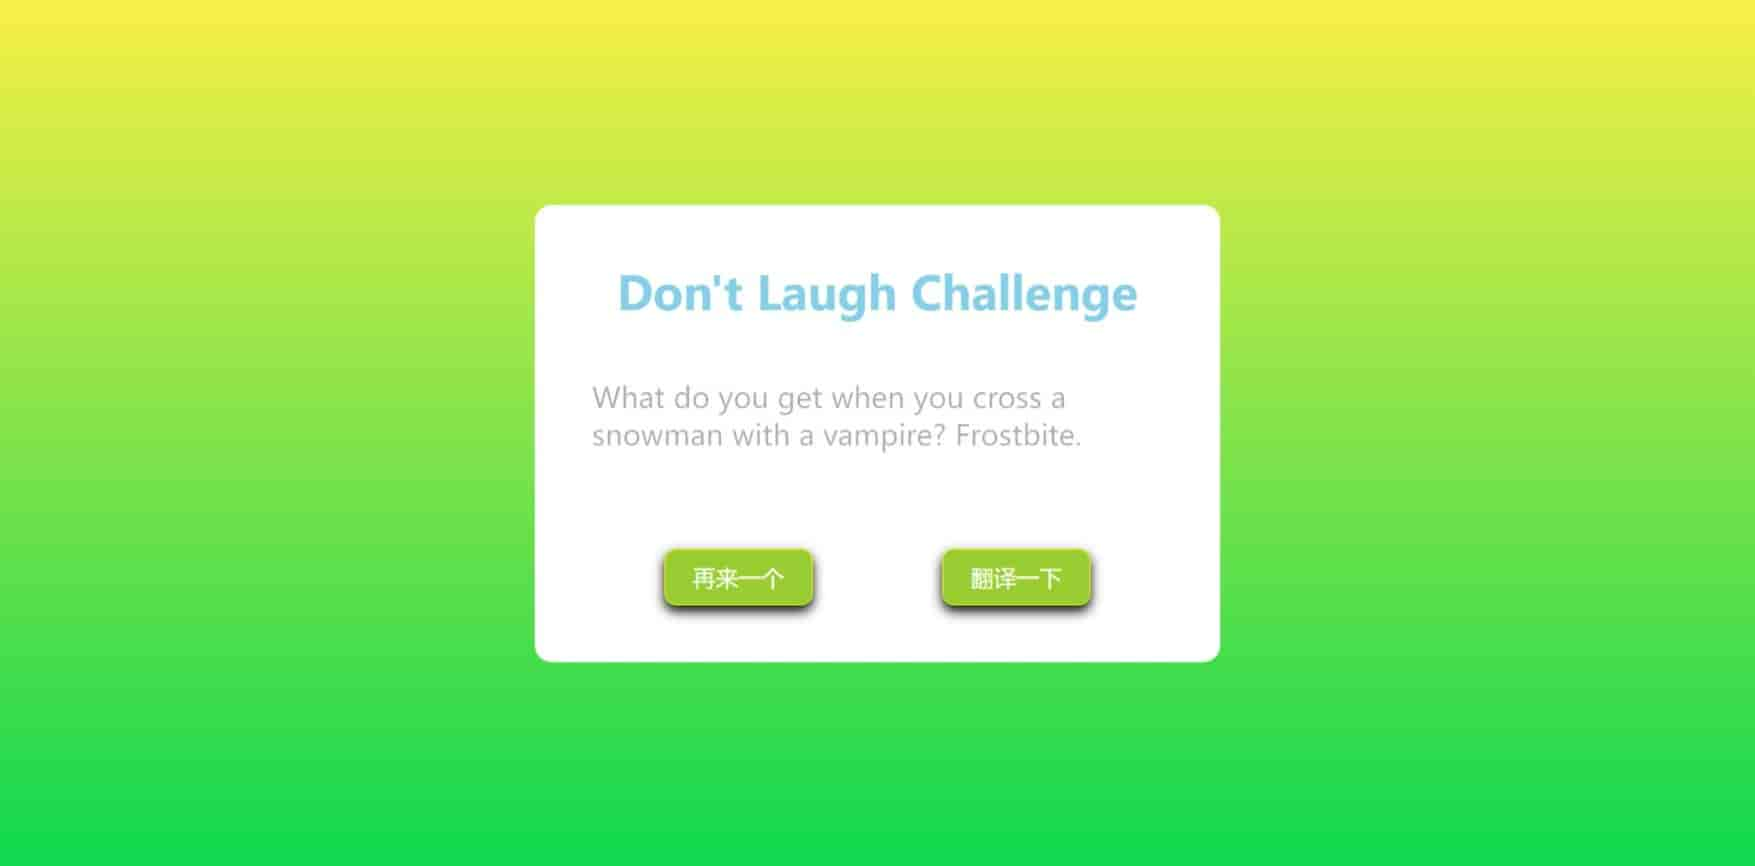 Don't Laugh Challenge
What do you get when you cross a
snowman with a vampire? Frostbite.
再来一个
翻译一下